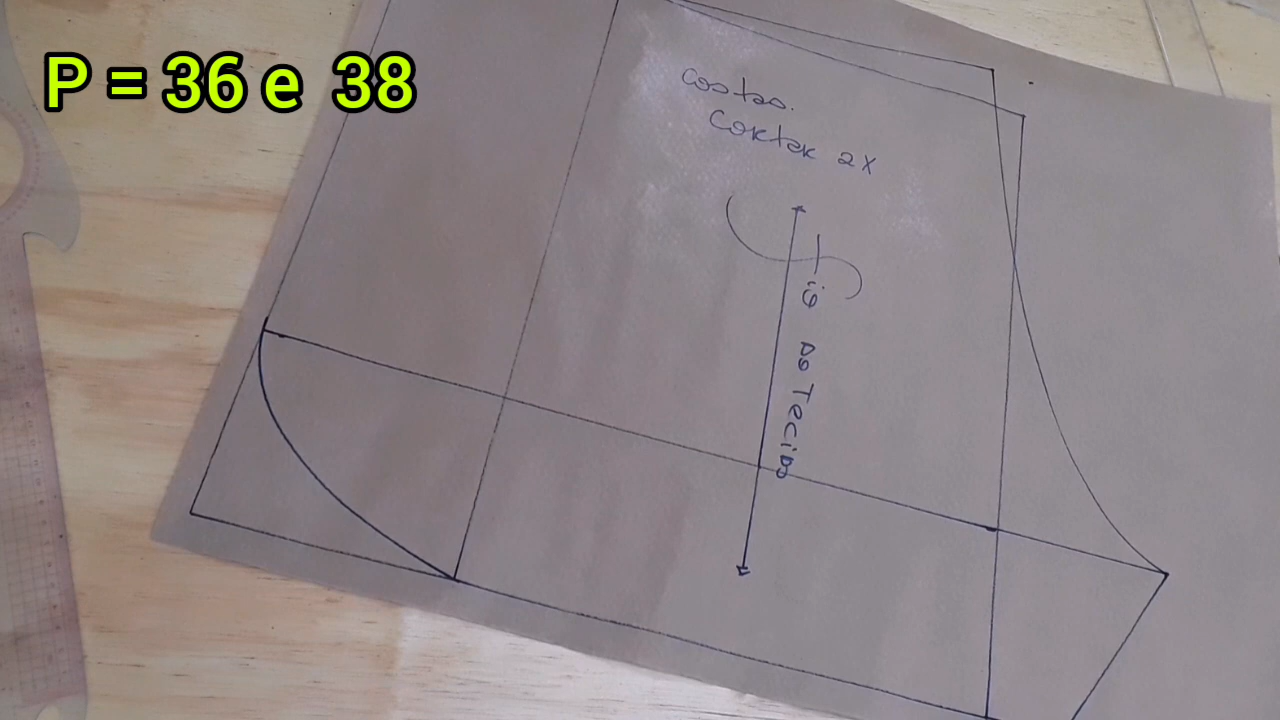 P = 36 e 38
costas.
Cortar 2X
Fio Do Tecido